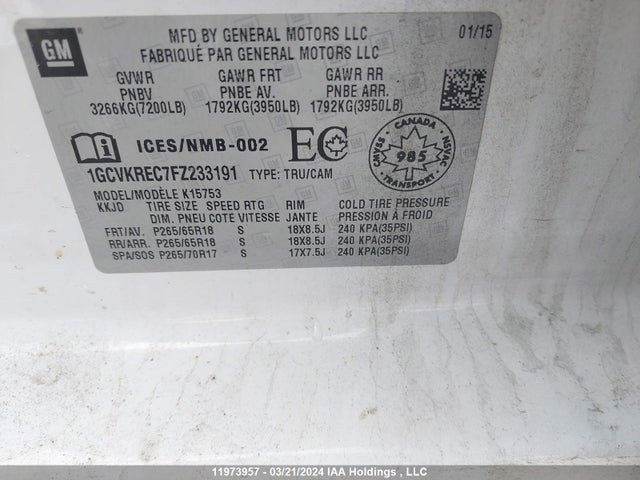 GM
MFD BY GENERAL MOTORS LLC 01/15
FABRIQUÉ PAR GENERAL MOTORS LLC
GVWR GAWR FRT GAWR RR
PNBV PNBE AV. PNBE ARR.
3266KG(7200LB) 1792KG(3950LB) 1792KG(3950LB)
ICES/NMB-002 EC
CANADA
CMVSS 985 NSVAC
TRANSPORT
1GCVKREC7FZ233191 TYPE: TRU/CAM
MODEL/MODÈLE K15753
KKJD TIRE SIZE SPEED RTG RIM COLD TIRE PRESSURE
DIM. PNEU COTE VITESSE JANTE PRESSION À FROID
FRT/AV. P265/65R18 S 18X8.5J 240 KPA(35PSI)
RR/ARR. P265/65R18 S 18X8.5J 240 KPA(35PSI)
SPA/SOS P265/70R17 S 17X7.5J 240 KPA(35PSI)
11973957 - 03/21/2024 IAA Holdings , LLC